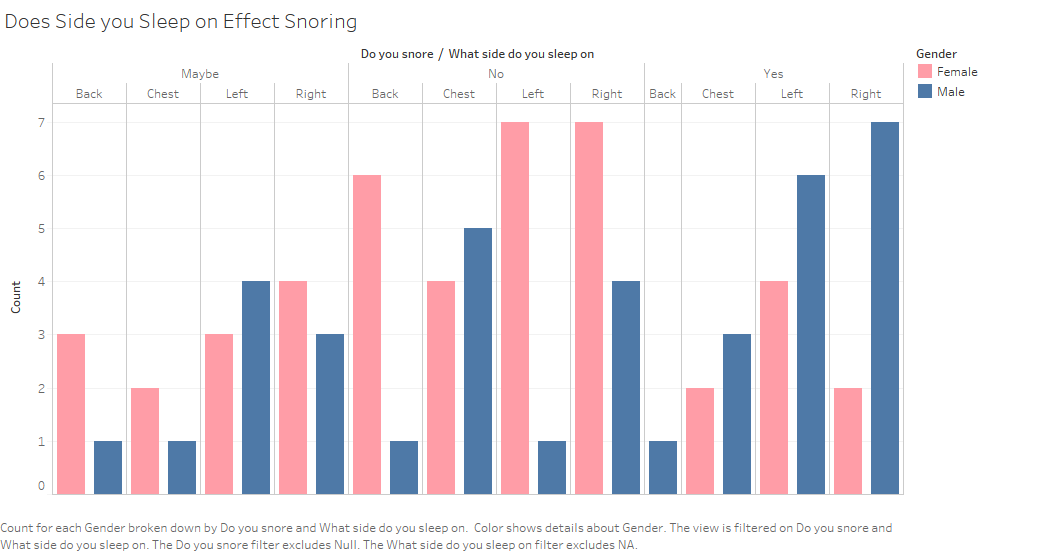 Does Side you Sleep on Effect Snoring
Do you snore / What side do you sleep on
Gender
Maybe No Yes
Female
Back Chest Left Right Back Chest Left Right Back Chest Left Right
Male
7
6
5
4
3
2
1
0
Count
Count for each Gender broken down by Do you snore and What side do you sleep on. Color shows details about Gender. The view is filtered on Do you snore and
What side do you sleep on. The Do you snore filter excludes Null. The What side do you sleep on filter excludes NA.